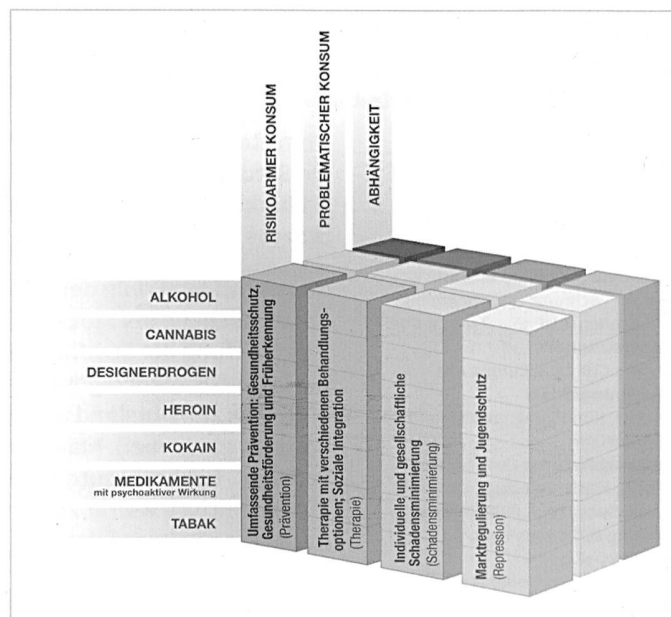 RISIKOARMER KONSUM
PROBLEMATISCHER KONSUM
ABHÄNGIGKEIT
ALKOHOL
CANNABIS
DESIGNERDROGEN
HEROIN
KOKAIN
MEDIKAMENTE
mit psychoaktiver Wirkung
TABAK
Umfassende Prävention: Gesundheitsschutz,
Gesundheitsförderung und Früherkennung
(Prävention)
Therapie mit verschiedenen Behandlungs-
optionen; Soziale Integration
(Therapie)
Individuelle und gesellschaftliche
Schadensminimierung
(Schadensminimierung)
Marktregulierung und Jugendschutz
(Repression)